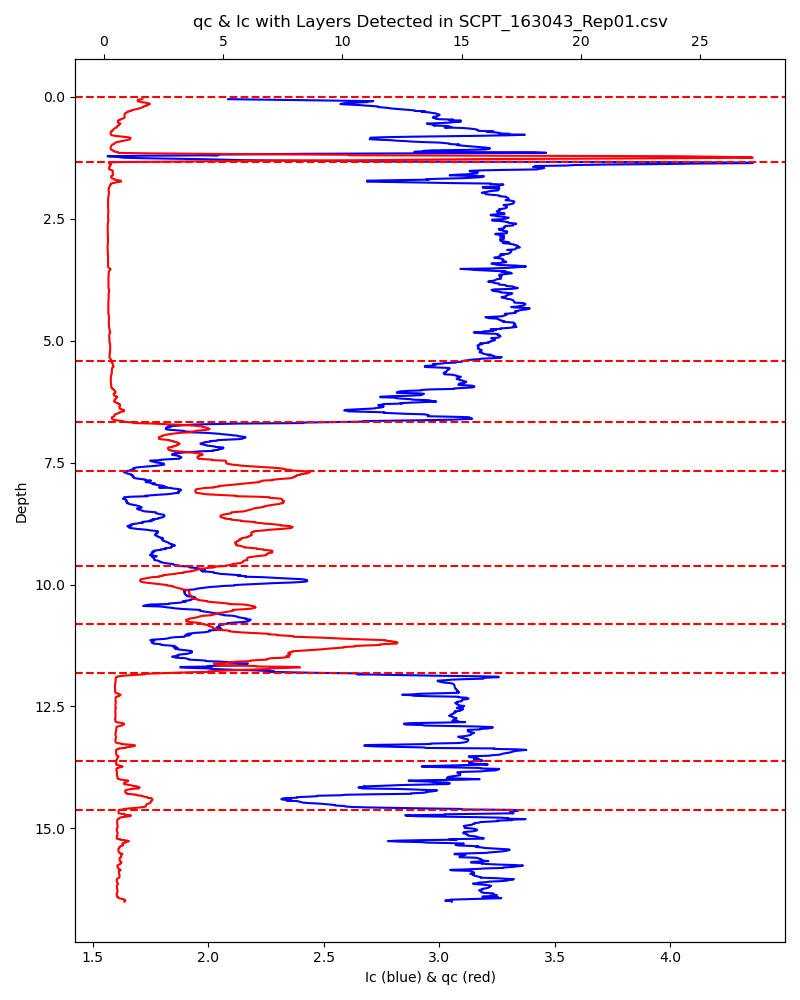 qc & Ic with Layers Detected in SCPT_163043_Rep01.csv
0 5 10 15 20 25
0.0
2.5
5.0
7.5
10.0
12.5
15.0
Depth
1.5 2.0 2.5 3.0 3.5 4.0
Ic (blue) & qc (red)